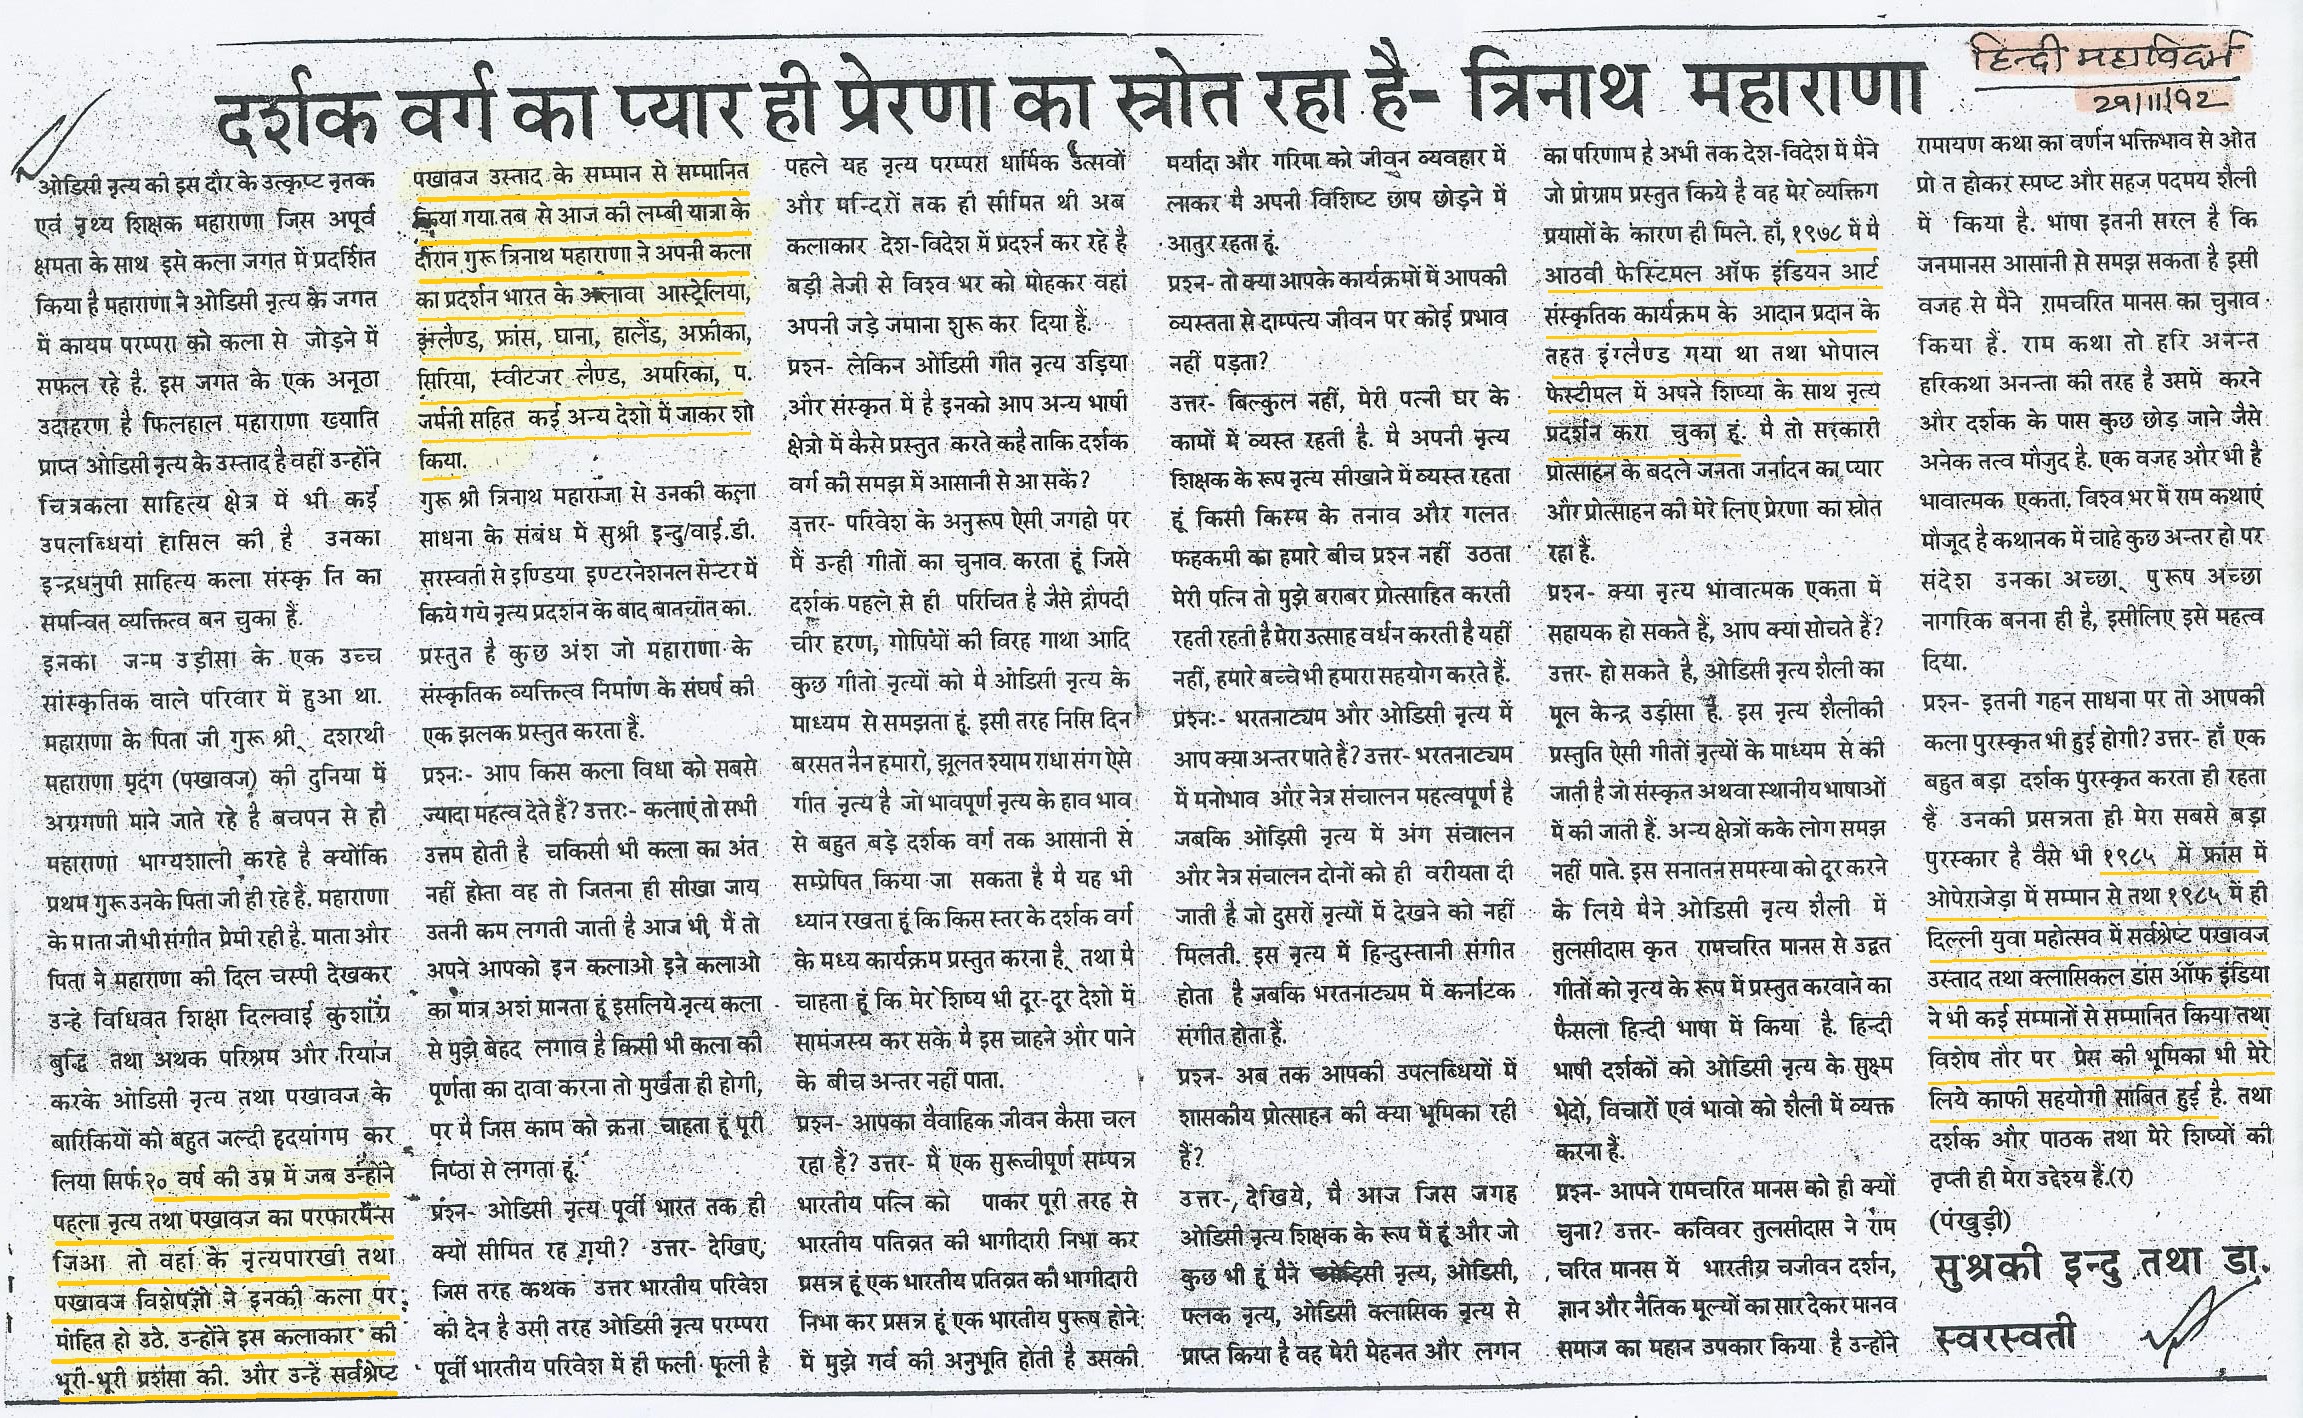 दर्शक वर्ग का प्यार ही प्रेरणा का स्रोत रहा है- त्रिनाथ महाराणा
हिन्दी महाविदर्भ
29/11/92
ओडिसी नृत्य की इस दौर के उत्कृष्ट नृतक
एवं नृथ्य शिक्षक महाराणा जिस अपूर्व
क्षमता के साथ इसे कला जगत में प्रदर्शित
किया है महाराणा ने ओडिसी नृत्य के जगत
में कायम परम्परा को कला से जोड़ने में
सफल रहे है. इस जगत के एक अनूठा
उदाहरण है फिलहाल महाराणा ख्याति
प्राप्त ओडिसी नृत्य के उस्ताद है वहीं उन्होंने
चित्रकला साहित्य क्षेत्र में भी कई
उपलब्धियां हासिल की है उनका
इन्द्रधनुषी साहित्य कला संस्कृ ति का
समन्वित व्यक्तित्व बन चुका हैं.
इनका जन्म उड़ीसा के एक उच्च
सांस्कृतिक वाले परिवार में हुआ था.
महाराणा के पिता जी गुरू श्री दशरथी
महाराणा मृदंग (पखावज) की दुनिया में
अग्रगणी माने जाते रहे है बचपन से ही
महाराणां भाग्यशाली करहे है क्योंकि
प्रथम गुरू उनके पिता जी ही रहे हैं. महाराणा
के माता जी भी संगीत प्रेमी रही है. माता और
पिता ने महाराणा की दिल चस्पी देखकर
उन्हे विधिवत शिक्षा दिलवाई कुशाग्र
बुद्धि तथा अथक परिश्रम और रियाज
करके ओडिसी नृत्य तथा पखावज के
बारिकियों को बहुत जल्दी हृदयांगम कर
लिया सिर्फ २० वर्ष की उम्र में जब उन्होंने
पहला नृत्य तथा पखावज का परफारमैन्स
जिआ तो वहां के नृत्यपारखी तथा
पखावज विशेषज्ञो ने इनकी कला पर
मोहित हो उठे. उन्होंने इस कलाकार की
भूरी-भूरी प्रशंसा की. और उन्हें सर्वश्रेष्ट
पखावज उस्ताद के सम्मान से सम्मानित
किया गया तब से आज की लम्बी यात्रा के
दौरान गुरू त्रिनाथ महाराणा ने अपनी कला
का प्रदर्शन भारत के अलावा आस्ट्रेलिया,
इंग्लैण्ड, फ्रांस, घाना, हालैंड, अफ्रीका,
सिरिया, स्वीटजर लैण्ड, अमरिका, प.
जर्मनी सहित कई अन्य देशो में जाकर शो
किया.
गुरू श्री त्रिनाथ महाराजा से उनकी कला
साधना के संबंध में सुश्री इन्दु/वाई.डी.
सरस्वती से इण्डिया इण्टरनेशनल सेन्टर में
किये गये नृत्य प्रदर्शन के बाद बातचीत का.
प्रस्तुत है कुछ अंश जो महाराणा के
संस्कृतिक व्यक्तित्व निर्माण के संघर्ष की
एक झलक प्रस्तुत करता हैं.
प्रश्नः- आप किस कला विधा को सबसे
ज्यादा महत्व देते हैं? उत्तरः- कलाएं तो सभी
उत्तम होती है चकिसी भी कला का अंत
नहीं होता वह तो जितना ही सीखा जाय
उतनी कम लगती जाती है आज भी मैं तो
अपने आपको इन कलाओ इने कलाओ
का मात्र अशं मानता हूं इसलिये नृत्य कला
से मुझे बेहद लगाव है किसी भी कला की
पूर्णता का दावा करना तो मुर्खता ही होगी,
पर मै जिस काम को क्रना चाहता हूं पूरी
निष्ठा से लगता हूं.
प्रंश्न- ओडिसी नृत्य पूर्वी भारत तक ही
क्यों सीमित रह गयी? उत्तर- देखिए,
जिस तरह कथक उत्तर भारतीय परिवेश
की देन है उसी तरह ओडिसी नृत्य परम्परा
पूर्वी भारतीय परिवेश में ही फली फूली है
पहले यह नृत्य परम्परा धार्मिक उत्सवों
और मन्दिरों तक ही सीमित थी अब
कलाकार देश-विदेश में प्रदर्श्न कर रहे है
बड़ी तेजी से विश्व भर को मोहकर वहां
अपनी जड़े जमाना शुरू कर दिया है.
प्रश्न- लेकिन ओडिसी गीत नृत्य उड़िया
और संस्कृत में है इनको आप अन्य भाषी
क्षेत्रो में कैसे प्रस्तुत करते कहै ताकि दर्शक
वर्ग की समझ में आसानी से आ सकें?
उत्तर- परिवेश के अनुरूप ऐसी जगहो पर
मैं उन्ही गीतों का चुनाव करता हूं जिसे
दर्शक पहले से ही परिचित है जैसे द्रौपदी
चीर हरण, गोपियों की विरह गाथा आदि
कुछ गीतो नृत्यों को मै ओडिसी नृत्य के
माध्यम से समझता हूं. इसी तरह निसि दिन
बरसत नैन हमारो, झूलत श्याम राधा संग ऐसे
गीत नृत्य है जो भावपूर्ण नृत्य के हाव भाव
से बहुत बड़े दर्शक वर्ग तक आसानी से
सम्प्रेषित किया जा सकता है मै यह भी
ध्यान रखता हूं कि किस स्तर के दर्शक वर्ग
के मध्य कार्यक्रम प्रस्तुत करना है, तथा मै
चाहता हूं कि मेरे शिष्य भी दूर-दूर देशो में
सामंजस्य कर सके मै इस चाहने और पाने
के बीच अन्तर नहीं पाता.
प्रश्न- आपका वैवाहिक जीवन कैसा चल
रहा हैं? उत्तर- मैं एक सुरूचीपूर्ण सम्पन्न
भारतीय पत्नि को पाकर पूरी तरह से
भारतीय पतिव्रत की भागीदारी निभा कर
प्रसन्न हूं एक भारतीय प्रतिव्रत की भागीदारी
निभा कर प्रसन्न हूं एक भारतीय पुरूष होने
में मुझे गर्व की अनुभूति होती है उसकी
मर्यादा और गरिमा को जीवन व्यवहार में
लाकर मै अपनी विशिष्ट छाप छोड़ने में
आतुर रहता हूं.
प्रश्न- तो क्या आपके कार्यक्रमों में आपकी
व्यस्तता से दाम्पत्य जीवन पर कोई प्रभाव
नहीं पड़ता?
उत्तर- बिल्कुल नहीं, मेरी पत्नी घर के
कामों में व्यस्त रहती है. मै अपनी नृत्य
शिक्षक के रूप नृत्य सीखाने में व्यस्त रहता
हूं किसी किस्म के तनाव और गलत
फहकमी का हमारे बीच प्रश्न नहीं उठता
मेरी पत्नि तो मुझे बराबर प्रोत्साहित करती
रहती रहती है मेरा उत्साह वर्धन करती है यहीं
नहीं, हमारे बच्चे भी हमारा सहयोग करते हैं.
प्रश्नः- भरतनाट्यम और ओडिसी नृत्य में
आप क्या अन्तर पाते हैं? उत्तर- भरतनाट्यम
में मनोभाव और नेत्र संचालन महत्वपूर्ण है
जबकि ओड़िसी नृत्य में अंग संचालन
और नेत्र संचालन दोनों को ही वरीयता दी
जाती है जो दुसरों नृत्यों में देखने को नहीं
मिलती. इस नृत्य में हिन्दुस्तानी संगीत
होता है जबकि भरतनाट्यम में कर्नाटक
संगीत होता हैं.
प्रश्न- अब तक आपकी उपलब्धियों में
शासकीय प्रोत्साहन की क्या भूमिका रही
हैं?
उत्तर-, देखिये, मै आज जिस जगह
ओडिसी नृत्य शिक्षक के रूप में हूं और जो
कुछ भी हूं मैने ओडिसी नृत्य, ओडिसी,
फ्लक नृत्य, ओडिसी क्लासिक नृत्य से
प्राप्त किया है वह मेरी मेहनत और लगन
का परिणाम है अभी तक देश-विदेश में मैने
जो प्रोग्राम प्रस्तुत किये है वह मेरे व्यक्तिग
प्रयासों के कारण ही मिले. हाँ, १९७८ में मै
आठवी फेस्टिमल ऑफ इंडियन आर्ट
संस्कृतिक कार्यक्रम के आदान प्रदान के
तहत इंग्लैण्ड गया था तथा भोपाल
फेस्टीमल में अपने शिष्या के साथ नृत्य
प्रदर्शन करा चुका हूं. मै तो सरकारी
प्रोत्साहन के बदले जनता जर्नादन का प्यार
और प्रोत्साहन की मेरे लिए प्रेरणा का स्रोत
रहा हैं.
प्रश्न- क्या नृत्य भावात्मक एकता में
सहायक हो सकते हैं, आप क्या सोचते हैं?
उत्तर- हो सकते है, ओडिसी नृत्य शैली का
मूल केन्द्र उड़ीसा है. इस नृत्य शैलीकी
प्रस्तुति ऐसी गीतों नृत्यों के माध्यम से की
जाती है जो संस्कृत अथवा स्थानीय भाषाओं
में की जाती हैं. अन्य क्षेत्रों कके लोग समझ
नहीं पाते. इस सनातन समस्या को दूर करने
के लिये मैने ओडिसी नृत्य शैली में
तुलसीदास कृत रामचरित मानस से उद्वत
गीतों को नृत्य के रूप में प्रस्तुत करवाने का
फैसला हिन्दी भाषा में किया है. हिन्दी
भाषी दर्शकों को ओडिसी नृत्य के सुक्ष्म
भेदो, विचारों एवं भावो को शैली में व्यक्त
करना हैं.
प्रश्न- आपने रामचरित मानस को ही क्यों
चुना? उत्तर- कविवर तुलसीदास ने राम
चरित मानस में भारतीय चजीवन दर्शन,
ज्ञान और नैतिक मूल्यों का सार देकर मानव
समाज का महान उपकार किया है उन्होंने
रामायण कथा का वर्णन भक्तिभाव से ओत
प्रो त होकर स्पष्ट और सहज पदमय शैली
में किया है. भाषा इतनी सरल है कि
जनमानस आसानी से समझ सकता है इसी
वजह से मैने रामचरित मानस का चुनाव
किया हैं. राम कथा तो हरि अनन्त
हरिकथा अनन्ता की तरह है उसमें करने
और दर्शक के पास कुछ छोड़ जाने जैसे
अनेक तत्व मौजुद है. एक वजह और भी है
भावात्मक एकता. विश्व भर में राम कथाएं
मौजूद है कथानक में चाहे कुछ अन्तर हो पर
संदेश उनका अच्छा पुरूष अच्छा
नागरिक बनना ही है, इसीलिए इसे महत्व
दिया.
प्रश्न- इतनी गहन साधना पर तो आपकी
कला पुरस्कृत भी हुई होगी? उत्तर- हाँ एक
बहुत बड़ा दर्शक पुरस्कृत करता ही रहता
हैं उनकी प्रसन्नता ही मेरा सबसे बड़ा
पुरस्कार है वैसे भी १९८५ में फ्रांस में
ओपेराजेड़ा में सम्मान से तथा १९८५ में ही
दिल्ली युवा महोत्सव में सर्वश्रेष्ट पखावज
उस्ताद तथा क्लासिकल डांस ऑफ इंडिया
ने भी कई सम्मानों से सम्मानित किया तथा
विशेष तौर पर प्रेस की भूमिका भी मेरे
लिये काफी सहयोगी साबित हुई है. तथा
दर्शक और पाठक तथा मेरे शिष्यों की
तृप्ती ही मेरा उद्देश्य हैं.(र)
(पंखुड़ी)
सुश्रकी इन्दु तथा डा.
स्वरस्वती